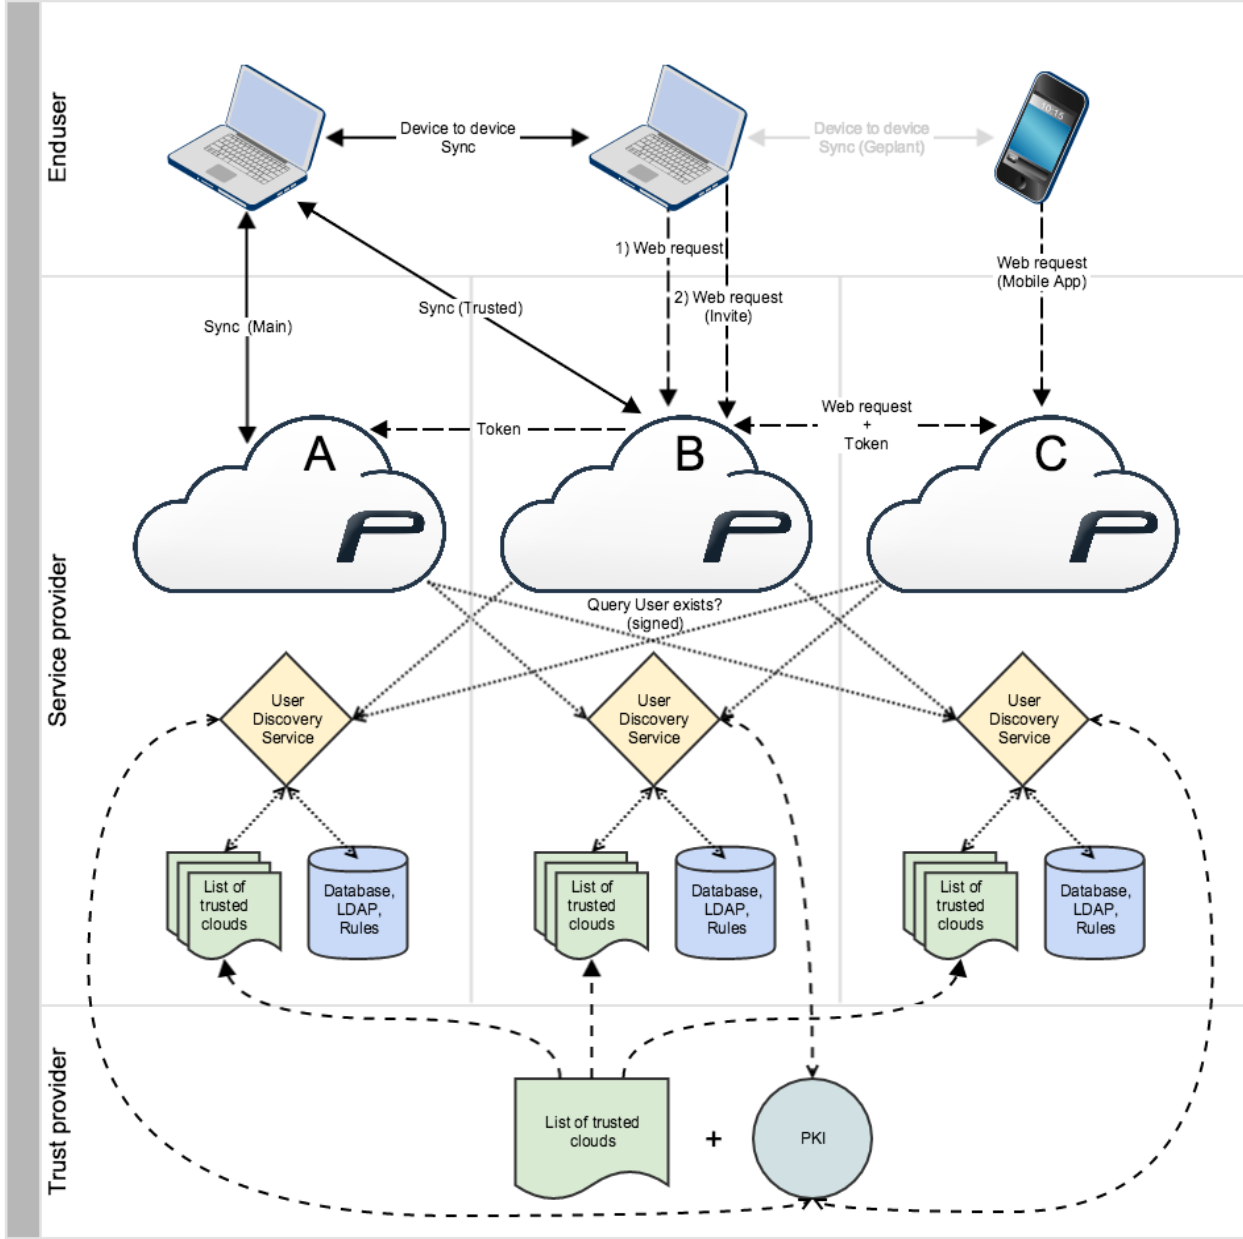 Enduser
Device to device
Sync
Device to device
Sync (Geplant)
10:15
1) Web request
2) Web request
(Invite)
Web request
(Mobile App)
Sync (Main)
Sync (Trusted)
Service provider
A
Token
B
Web request
+
Token
C
P
P
P
Query User exists?
(signed)
User
Discovery
Service
User
Discovery
Service
User
Discovery
Service
List of
trusted
clouds
Database,
LDAP,
Rules
List of
trusted
clouds
Database,
LDAP,
Rules
List of
trusted
clouds
Database,
LDAP,
Rules
Trust provider
List of trusted
clouds
+
PKI